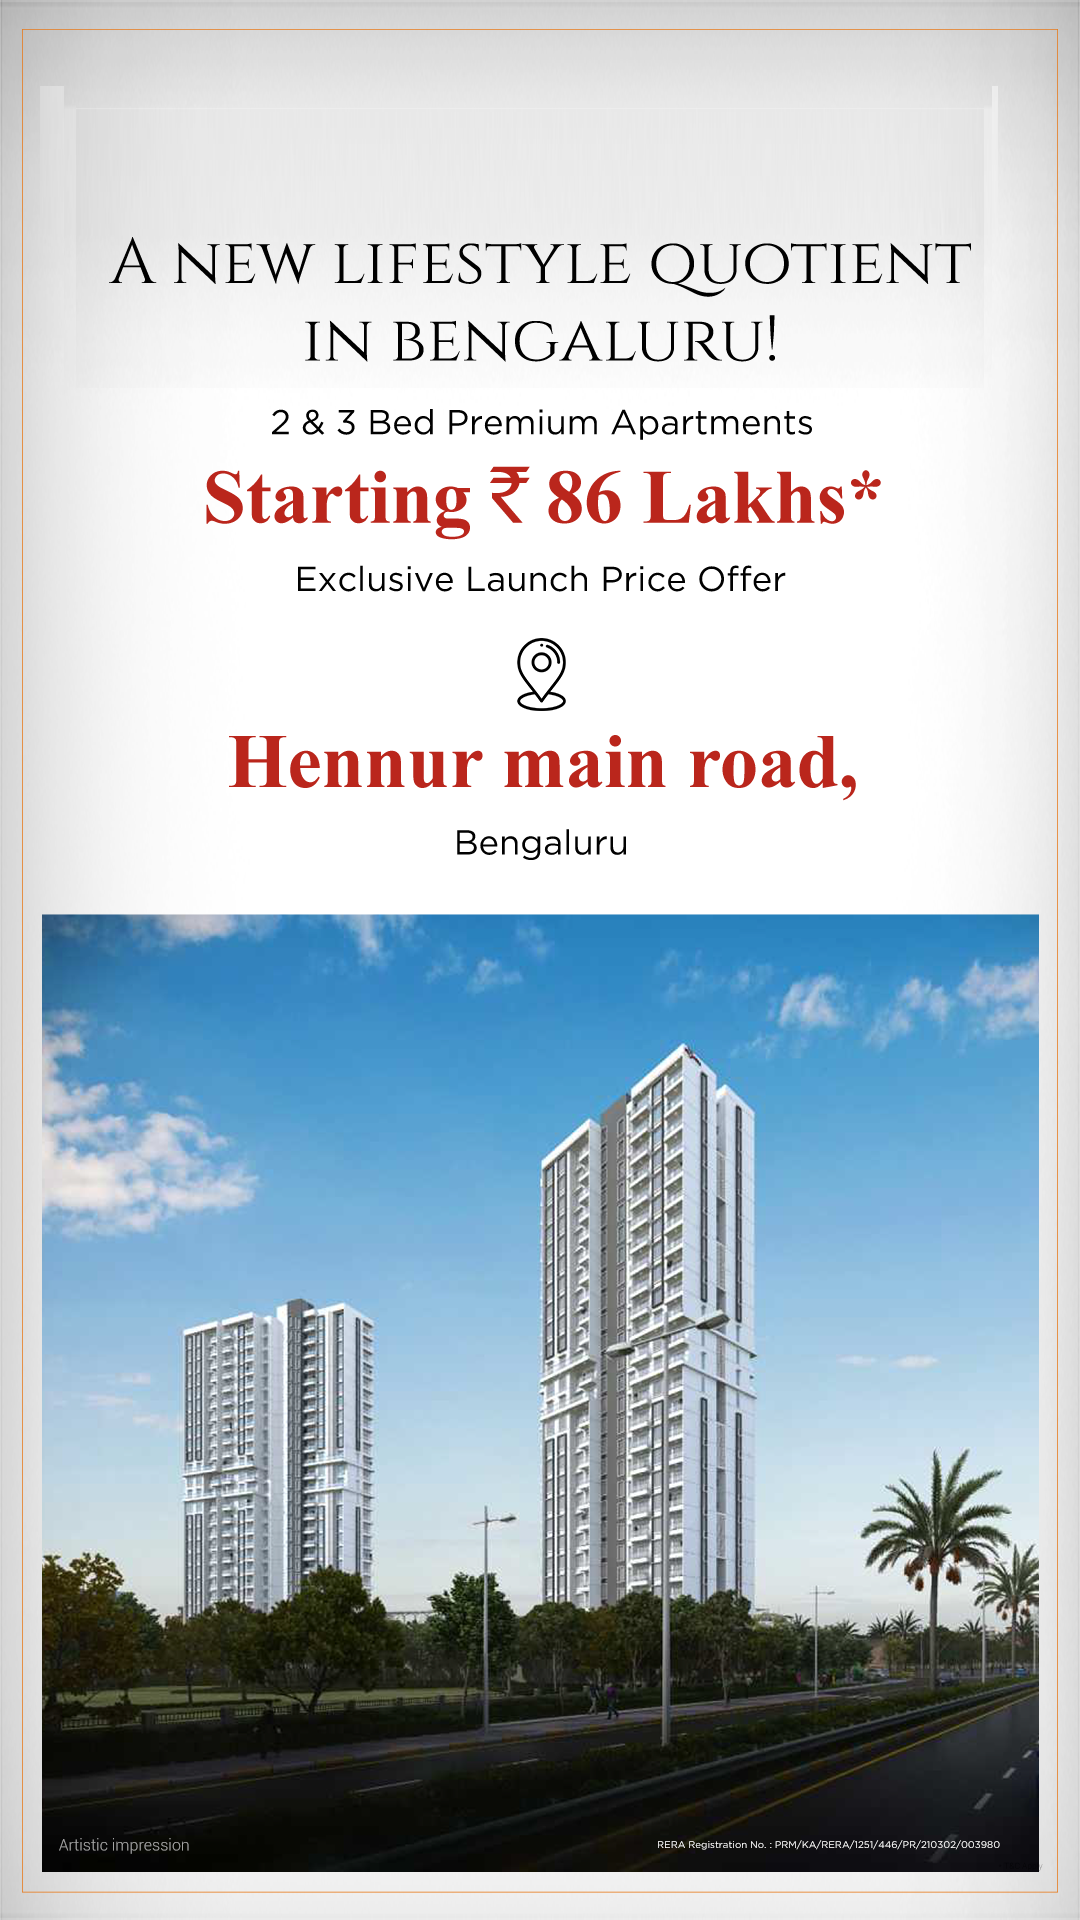 A NEW LIFESTYLE QUOTIENT
IN BENGALURU!
2 & 3 Bed Premium Apartments
Starting ₹ 86 Lakhs*
Exclusive Launch Price Offer
Hennur main road,
Bengaluru
Artistic impression
RERA Registration No. : PRM/KA/RERA/1251/446/PR/210302/003980